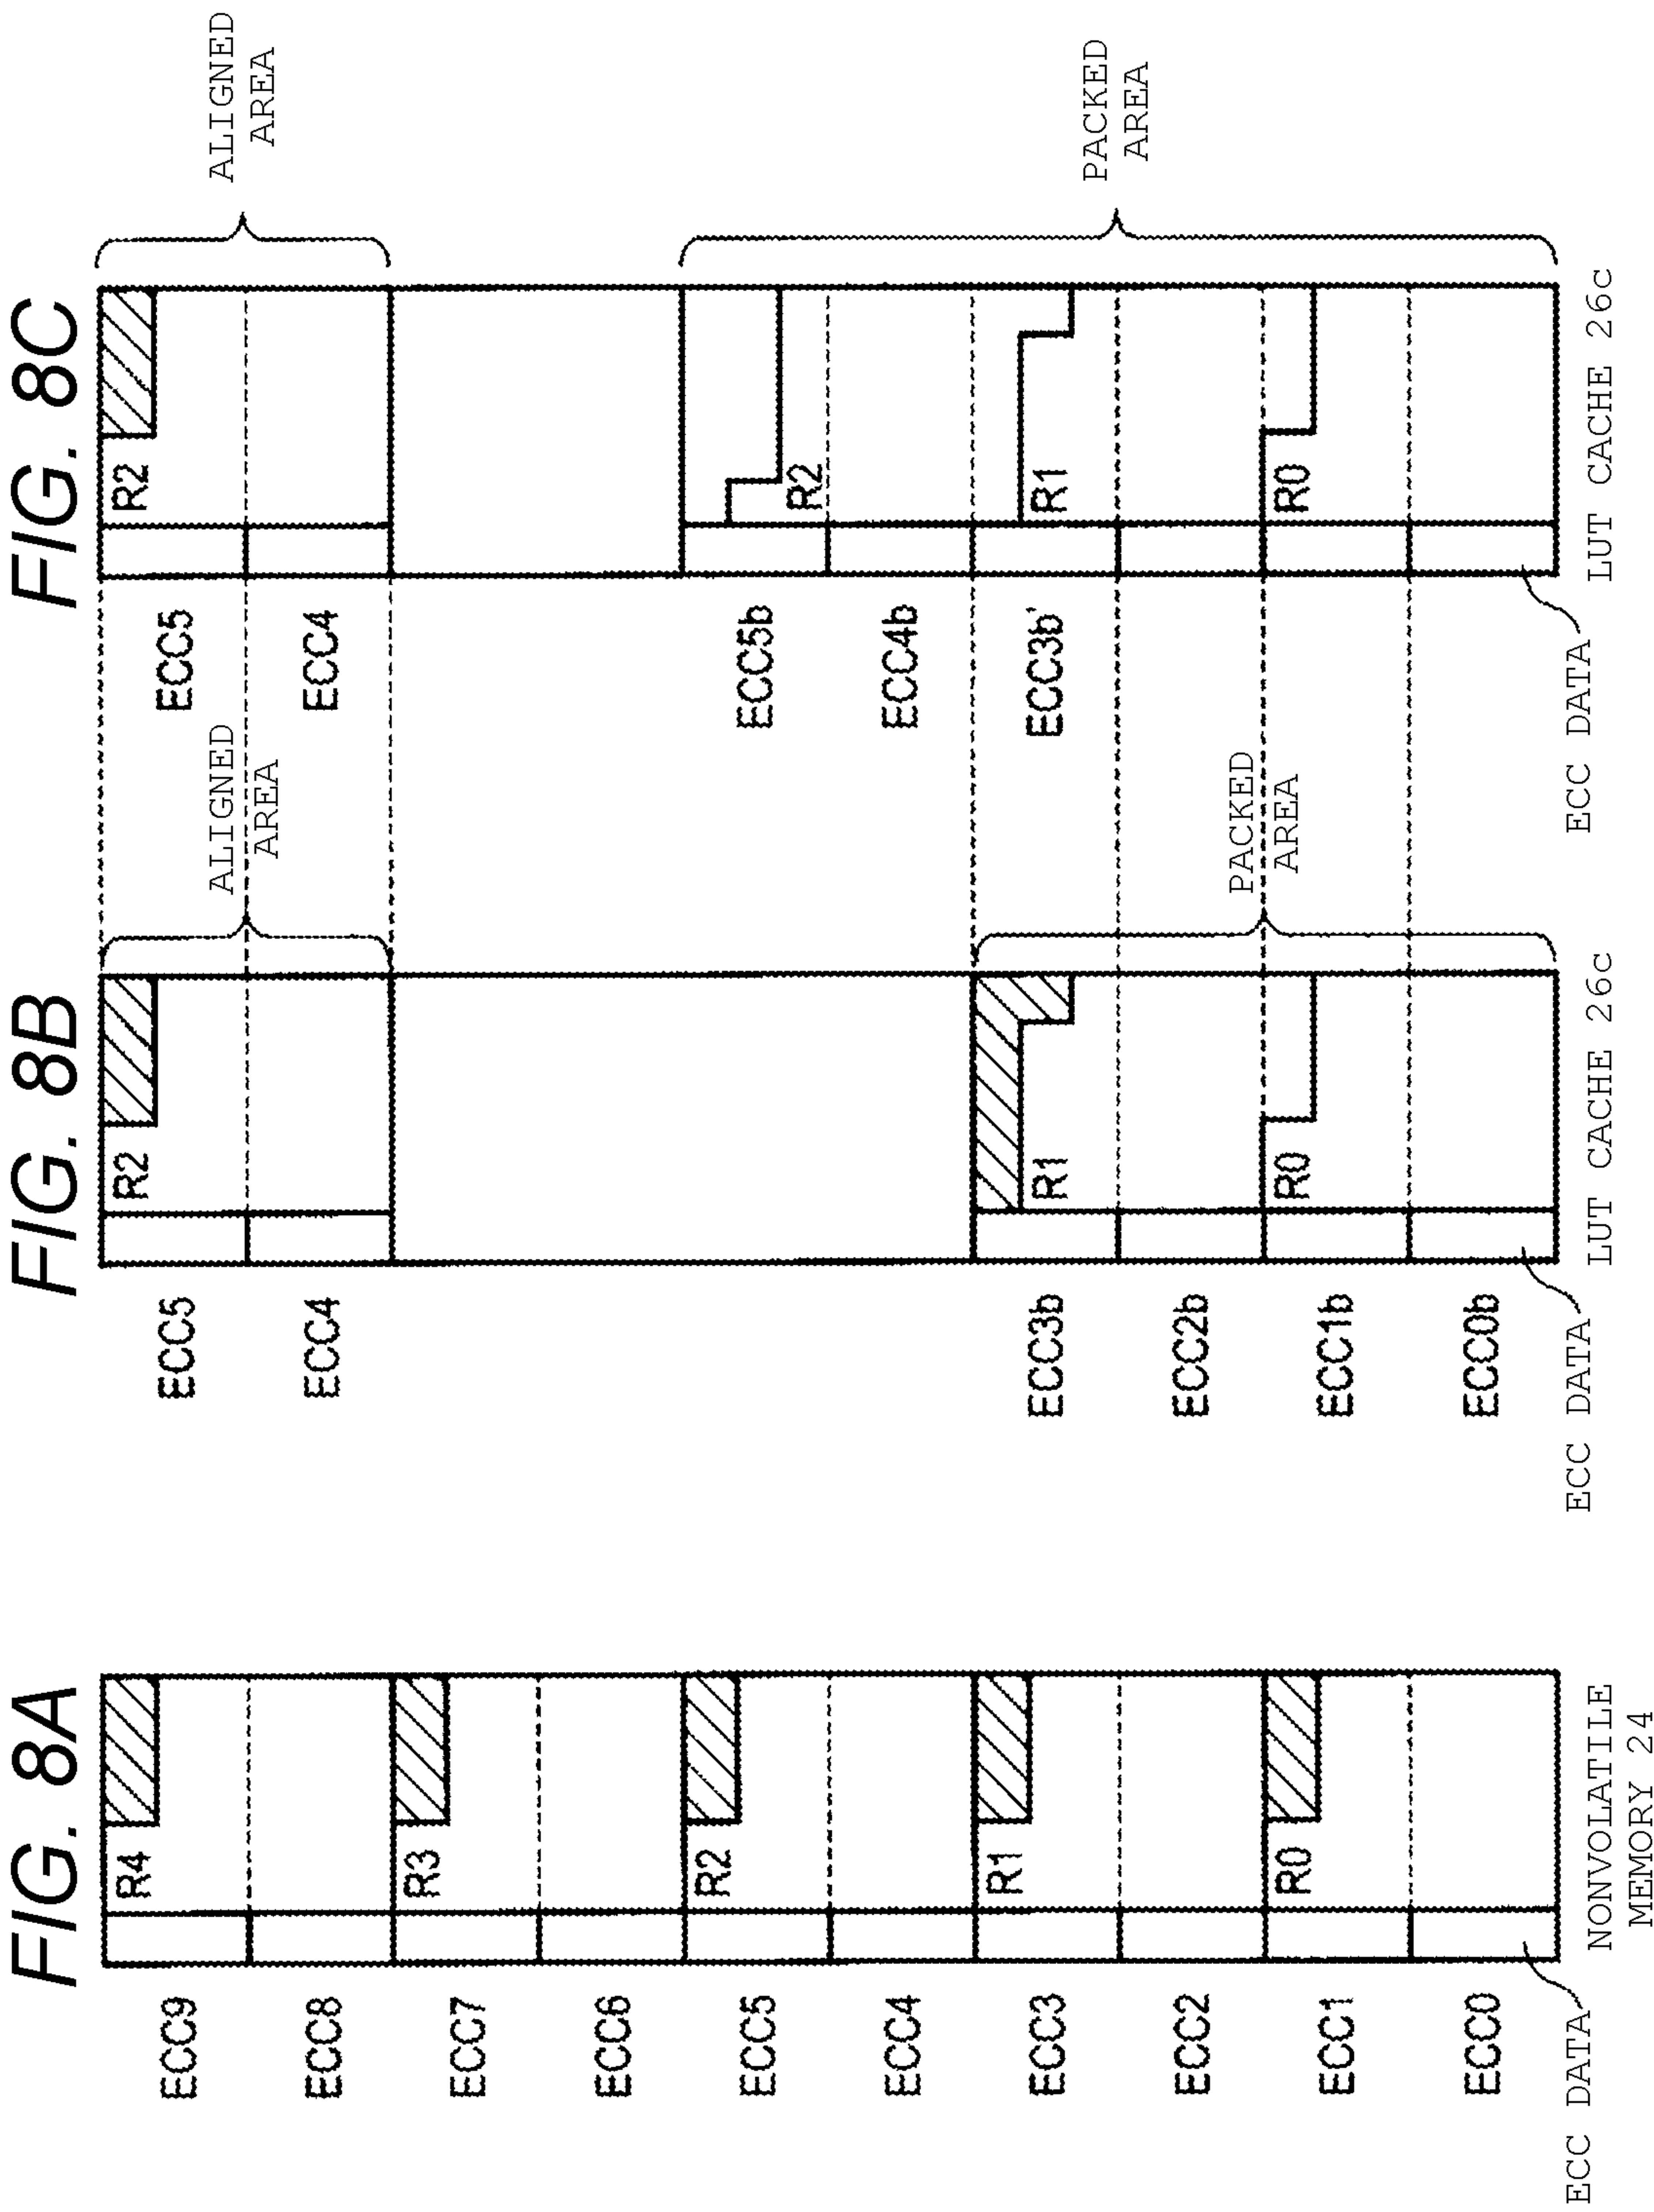 FIG. 8A
ECC9
ECC8
ECC7
ECC6
ECC5
ECC4
ECC3
ECC2
ECC1
ECC0
R4
R3
R2
R1
R0
ECC DATA
NONVOLATILE
MEMORY 24
FIG. 8B
ECC5
ECC4
ECC3b
ECC2b
ECC1b
ECC0b
R2
R1
R0
ALIGNED
AREA
PACKED
AREA
ECC DATA
LUT CACHE 26c
FIG. 8C
ECC5
ECC4
ECC5b
ECC4b
ECC3b'
R2
R2
R1
R0
ALIGNED
AREA
PACKED
AREA
ECC DATA
LUT CACHE 26c